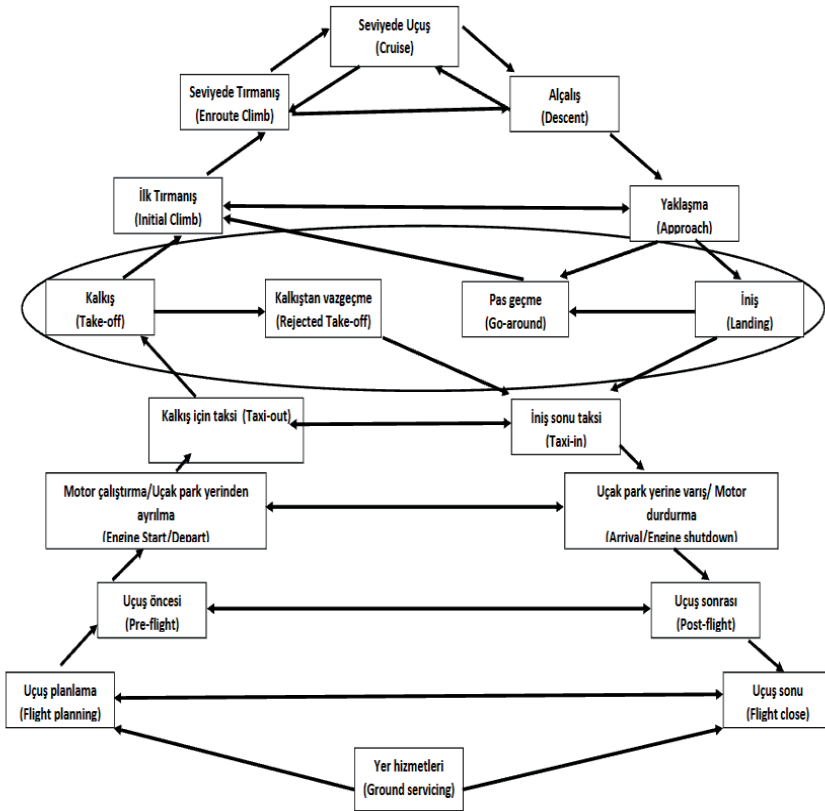 Seviyede Uçuş
(Cruise)
Seviyede Tırmanış
(Enroute Climb)
Alçalış
(Descent)
İlk Tırmanış
(Initial Climb)
Yaklaşma
(Approach)
Kalkış
(Take-off)
Kalkıştan vazgeçme
(Rejected Take-off)
Pas geçme
(Go-around)
İniş
(Landing)
Kalkış için taksi (Taxi-out)
İniş sonu taksi
(Taxi-in)
Motor çalıştırma/Uçak park yerinden
ayrılma
(Engine Start/Depart)
Uçak park yerine varış/ Motor
durdurma
(Arrival/Engine shutdown)
Uçuş öncesi
(Pre-flight)
Uçuş sonrası
(Post-flight)
Uçuş planlama
(Flight planning)
Uçuş sonu
(Flight close)
Yer hizmetleri
(Ground servicing)